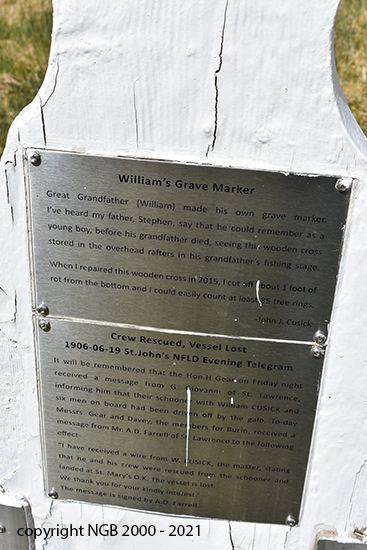 William's Grave Marker
Great Grandfather (William) made his own grave marker.
I've heard my father, Stephen, say that he could remember as a
young boy, before his grandfather died, seeing this wooden cross
stored in the overhead rafters in his grandfather's fishing stage.
When I repaired this wooden cross in 2015, I cut off about 1 foot of
rot from the bottom and I could easily count at least tree rings.
-John J. Cusick
Crew Rescued, Vessel Lost
1906-06-19 St.John's NFLD Evening Telegram
It will be remembered that the Hon.H Gear on Friday night
received a message from G. of St. Lawrence,
informing him that their schooner with William CUSICK and
six men on board had been driven off by the gale. To day
Messrs. Gear and Davey, the members for Burin, received a
message from Mr. A.D. Farrell of St Lawrence to the following
effect:
"I have received a wire from W. CUSICK, the master, stating
that he and his crew were rescued from the schooner and
landed at St. Mary's O.K. The vessel is lost.
We thank you for your kindly interest."
The message is signed by A.D. Farrell.
copyright NGB 2000 - 2021